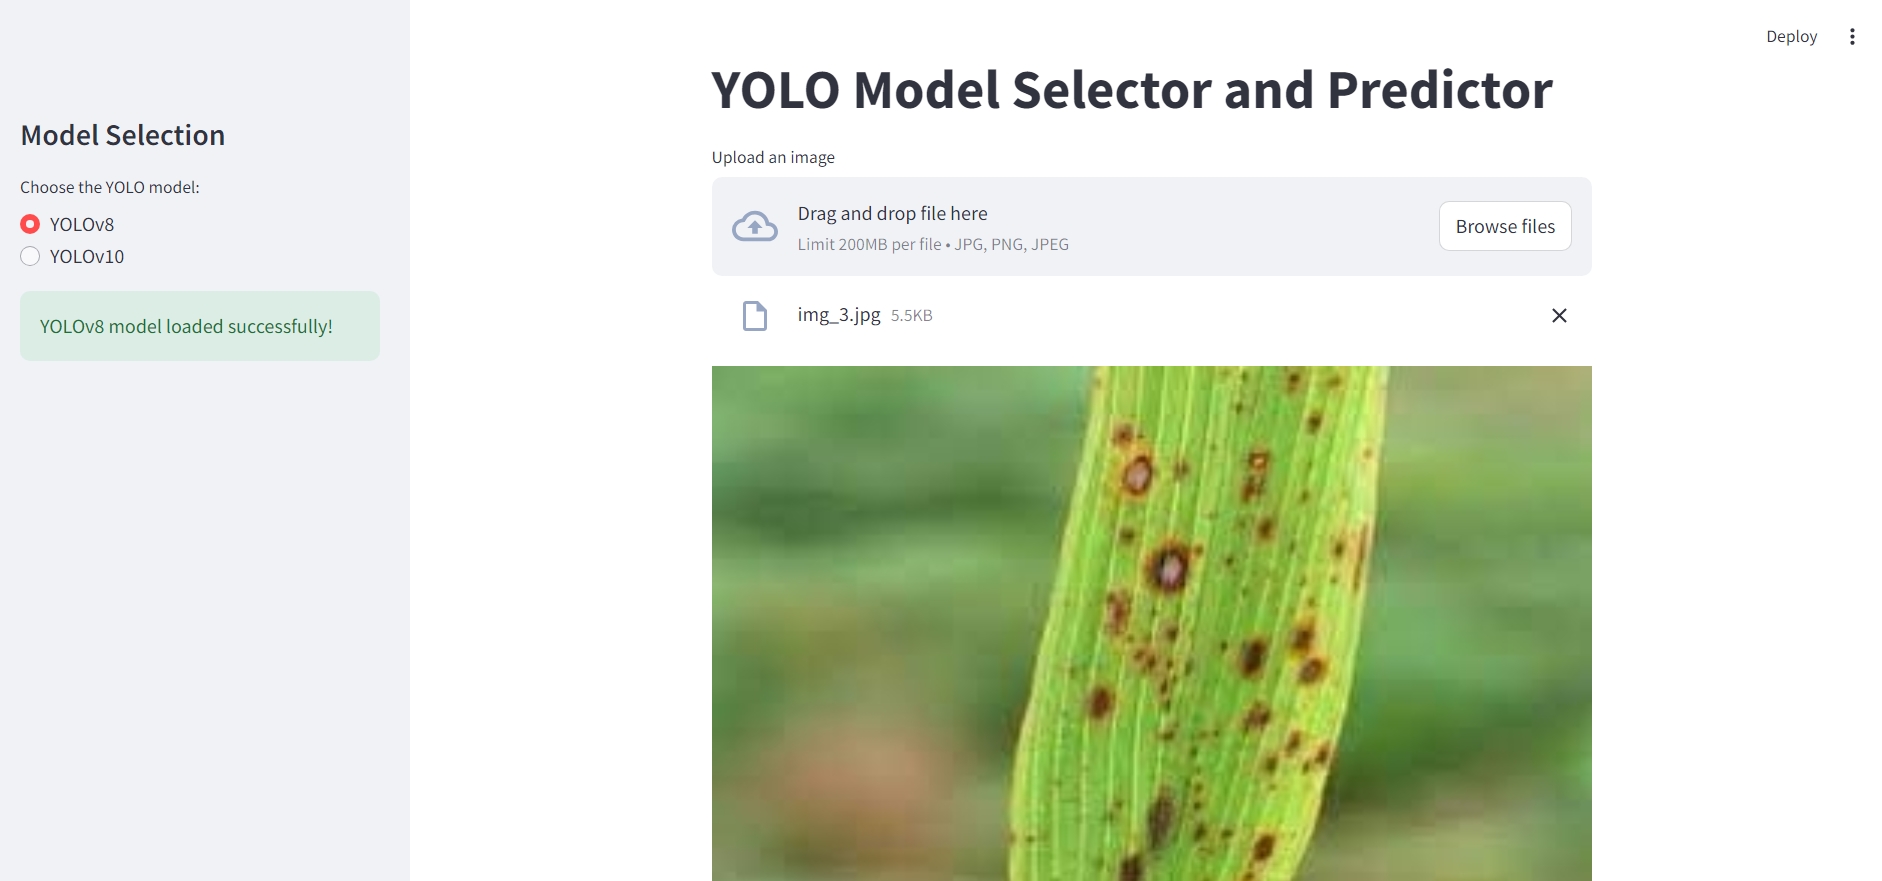 Deploy
Model Selection
Choose the YOLO model:
YOLOv8
YOLOv10
YOLOv8 model loaded successfully!
YOLO Model Selector and Predictor
Upload an image
Drag and drop file here
Limit 200MB per file • JPG, PNG, JPEG
Browse files
img_3.jpg 5.5KB